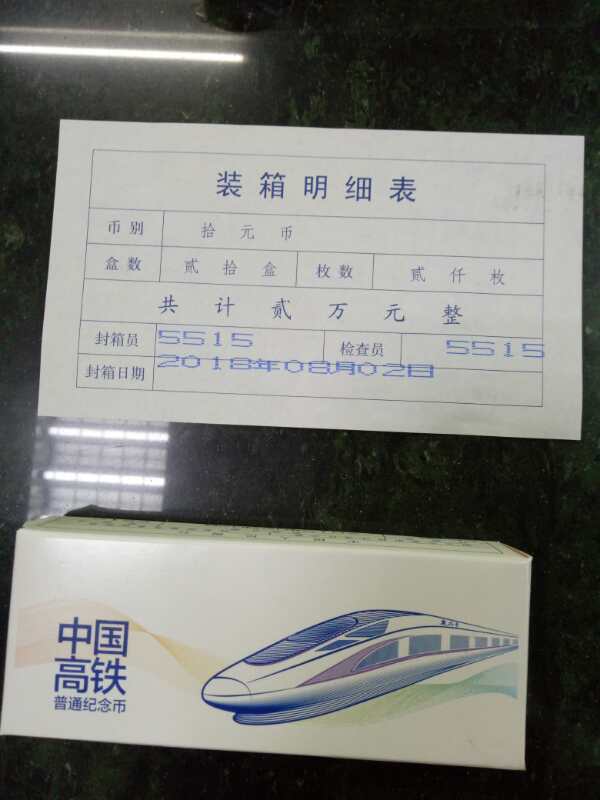 装箱明细表
币别 拾元币
盒数 贰拾盒 枚数 贰仟枚
共计贰万元整
封箱员 5515 检查员 5515
封箱日期 2018年08月02日
中国
高铁
普通纪念币